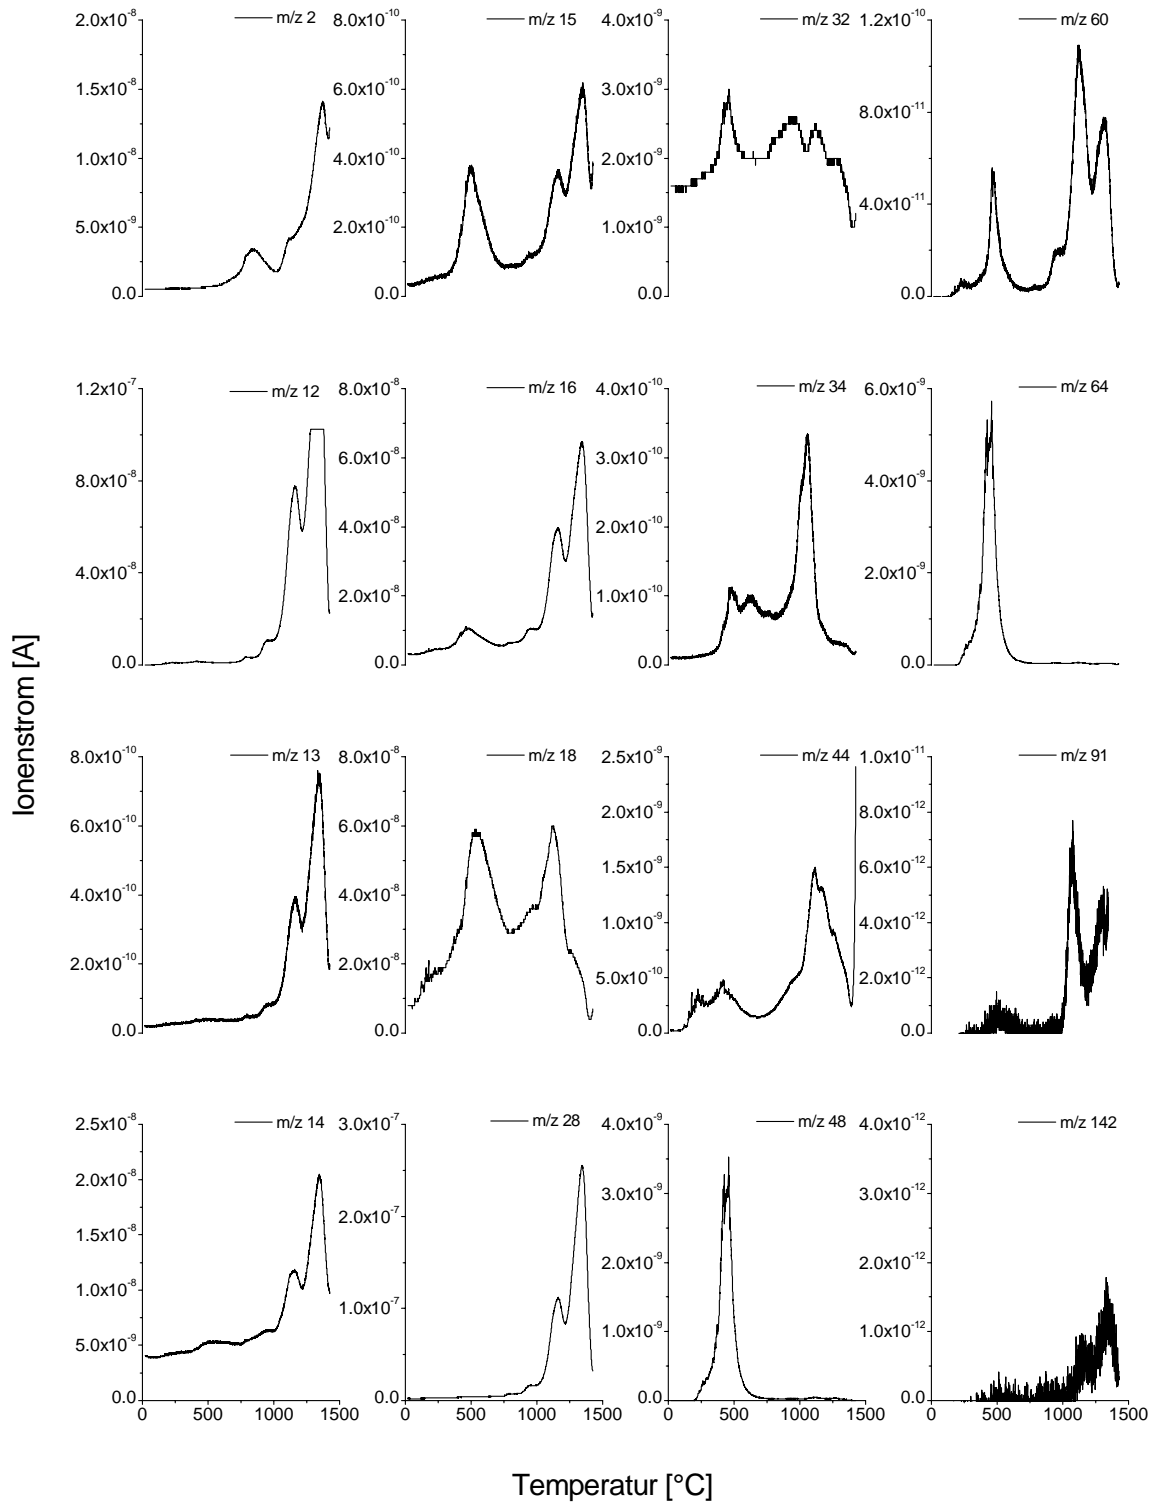 Ionenstrom [A]
m/z 2
2.0x10⁻⁸
1.5x10⁻⁸
1.0x10⁻⁸
5.0x10⁻⁹
0.0
m/z 15
8.0x10⁻¹⁰
6.0x10⁻¹⁰
4.0x10⁻¹⁰
2.0x10⁻¹⁰
0.0
m/z 32
4.0x10⁻⁹
3.0x10⁻⁹
2.0x10⁻⁹
1.0x10⁻⁹
0.0
m/z 60
1.2x10⁻¹⁰
8.0x10⁻¹¹
4.0x10⁻¹¹
0.0
m/z 12
1.2x10⁻⁷
8.0x10⁻⁸
4.0x10⁻⁸
0.0
m/z 16
8.0x10⁻⁸
6.0x10⁻⁸
4.0x10⁻⁸
2.0x10⁻⁸
0.0
m/z 34
4.0x10⁻¹⁰
3.0x10⁻¹⁰
2.0x10⁻¹⁰
1.0x10⁻¹⁰
0.0
m/z 64
6.0x10⁻⁹
4.0x10⁻⁹
2.0x10⁻⁹
0.0
m/z 13
8.0x10⁻¹⁰
6.0x10⁻¹⁰
4.0x10⁻¹⁰
2.0x10⁻¹⁰
0.0
m/z 18
8.0x10⁻⁸
6.0x10⁻⁸
4.0x10⁻⁸
2.0x10⁻⁸
0.0
m/z 44
2.5x10⁻⁹
2.0x10⁻⁹
1.5x10⁻⁹
1.0x10⁻⁹
5.0x10⁻¹⁰
0.0
m/z 91
1.0x10⁻¹¹
8.0x10⁻¹²
6.0x10⁻¹²
4.0x10⁻¹²
2.0x10⁻¹²
0.0
m/z 14
2.5x10⁻⁸
2.0x10⁻⁸
1.5x10⁻⁸
1.0x10⁻⁸
5.0x10⁻⁹
0.0
0 500 1000 1500
m/z 28
3.0x10⁻⁷
2.0x10⁻⁷
1.0x10⁻⁷
0.0
0 500 1000 1500
m/z 48
4.0x10⁻⁹
3.0x10⁻⁹
2.0x10⁻⁹
1.0x10⁻⁹
0.0
0 500 1000 1500
m/z 142
4.0x10⁻¹²
3.0x10⁻¹²
2.0x10⁻¹²
1.0x10⁻¹²
0.0
0 500 1000 1500
Temperatur [°C]